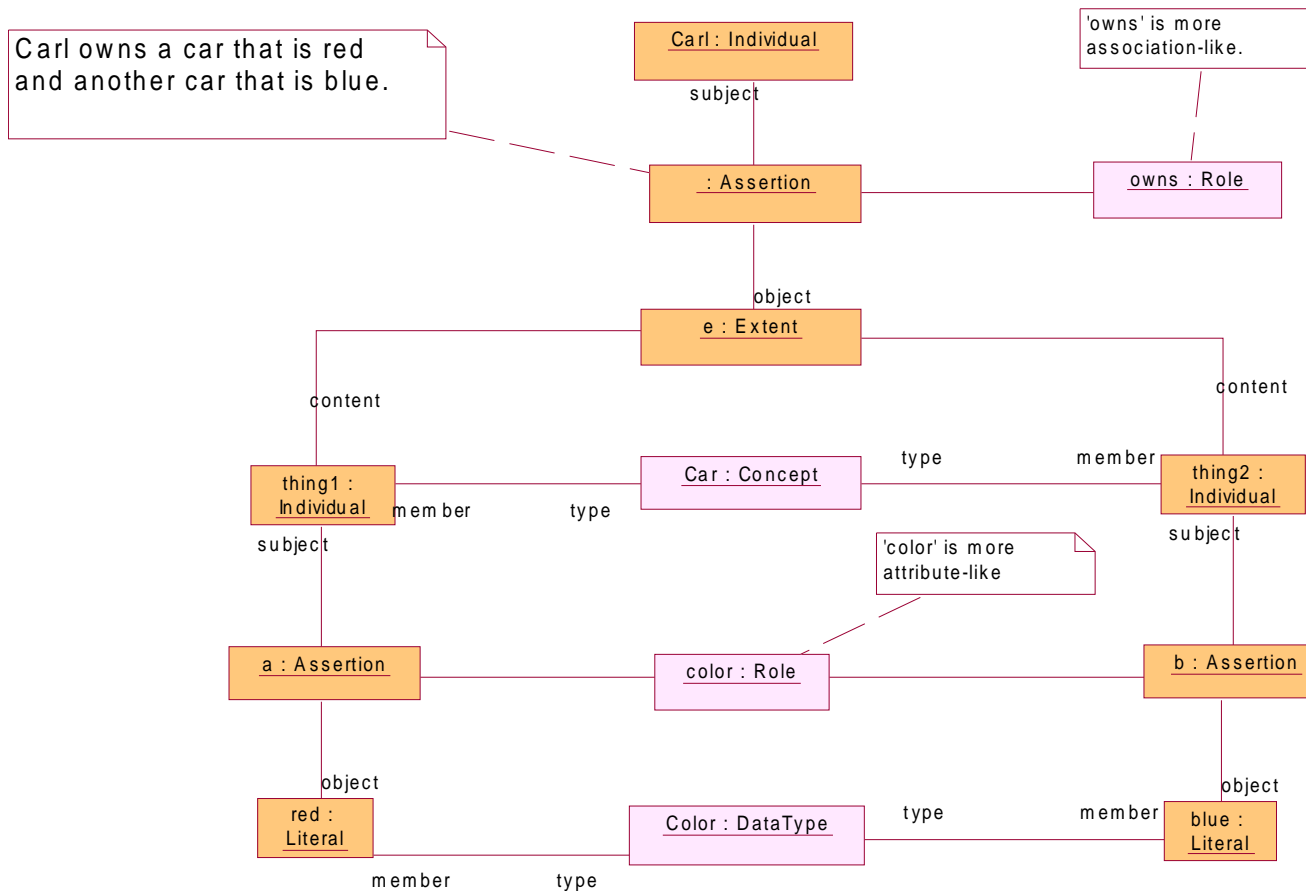 Carl owns a car that is red
and another car that is blue.
Carl : Individual
'owns' is more
association-like.
subject
: Assertion
owns : Role
object
e : Extent
content
content
thing1 :
Individual
member
type
Car : Concept
type
member
thing2 :
Individual
subject
subject
'color' is more
attribute-like
a : Assertion
color : Role
b : Assertion
object
object
red :
Literal
member
type
Color : DataType
type
member
blue :
Literal